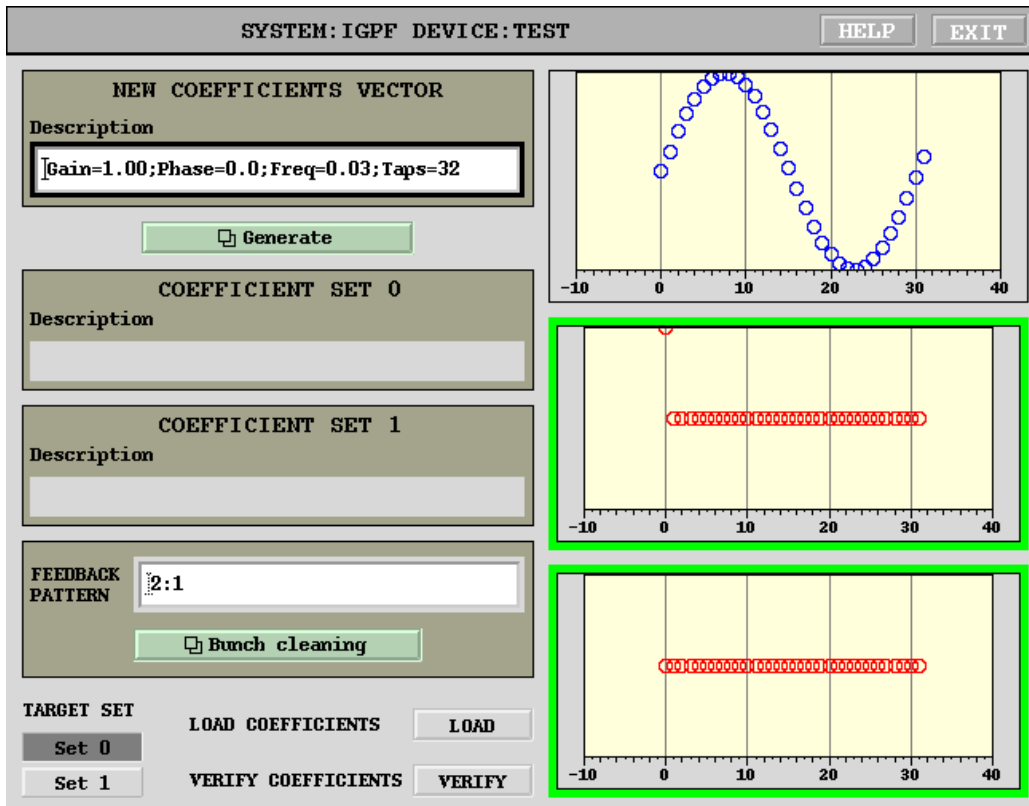 SYSTEM:IGPF DEVICE:TEST
HELP
EXIT
NEW COEFFICIENTS VECTOR
Description
Gain=1.00;Phase=0.0;Freq=0.03;Taps=32
Generate
COEFFICIENT SET 0
Description
COEFFICIENT SET 1
Description
FEEDBACK
PATTERN
2:1
Bunch cleaning
TARGET SET
Set 0
Set 1
LOAD COEFFICIENTS
LOAD
VERIFY COEFFICIENTS
VERIFY
-10 0 10 20 30 40
-10 0 10 20 30 40
-10 0 10 20 30 40